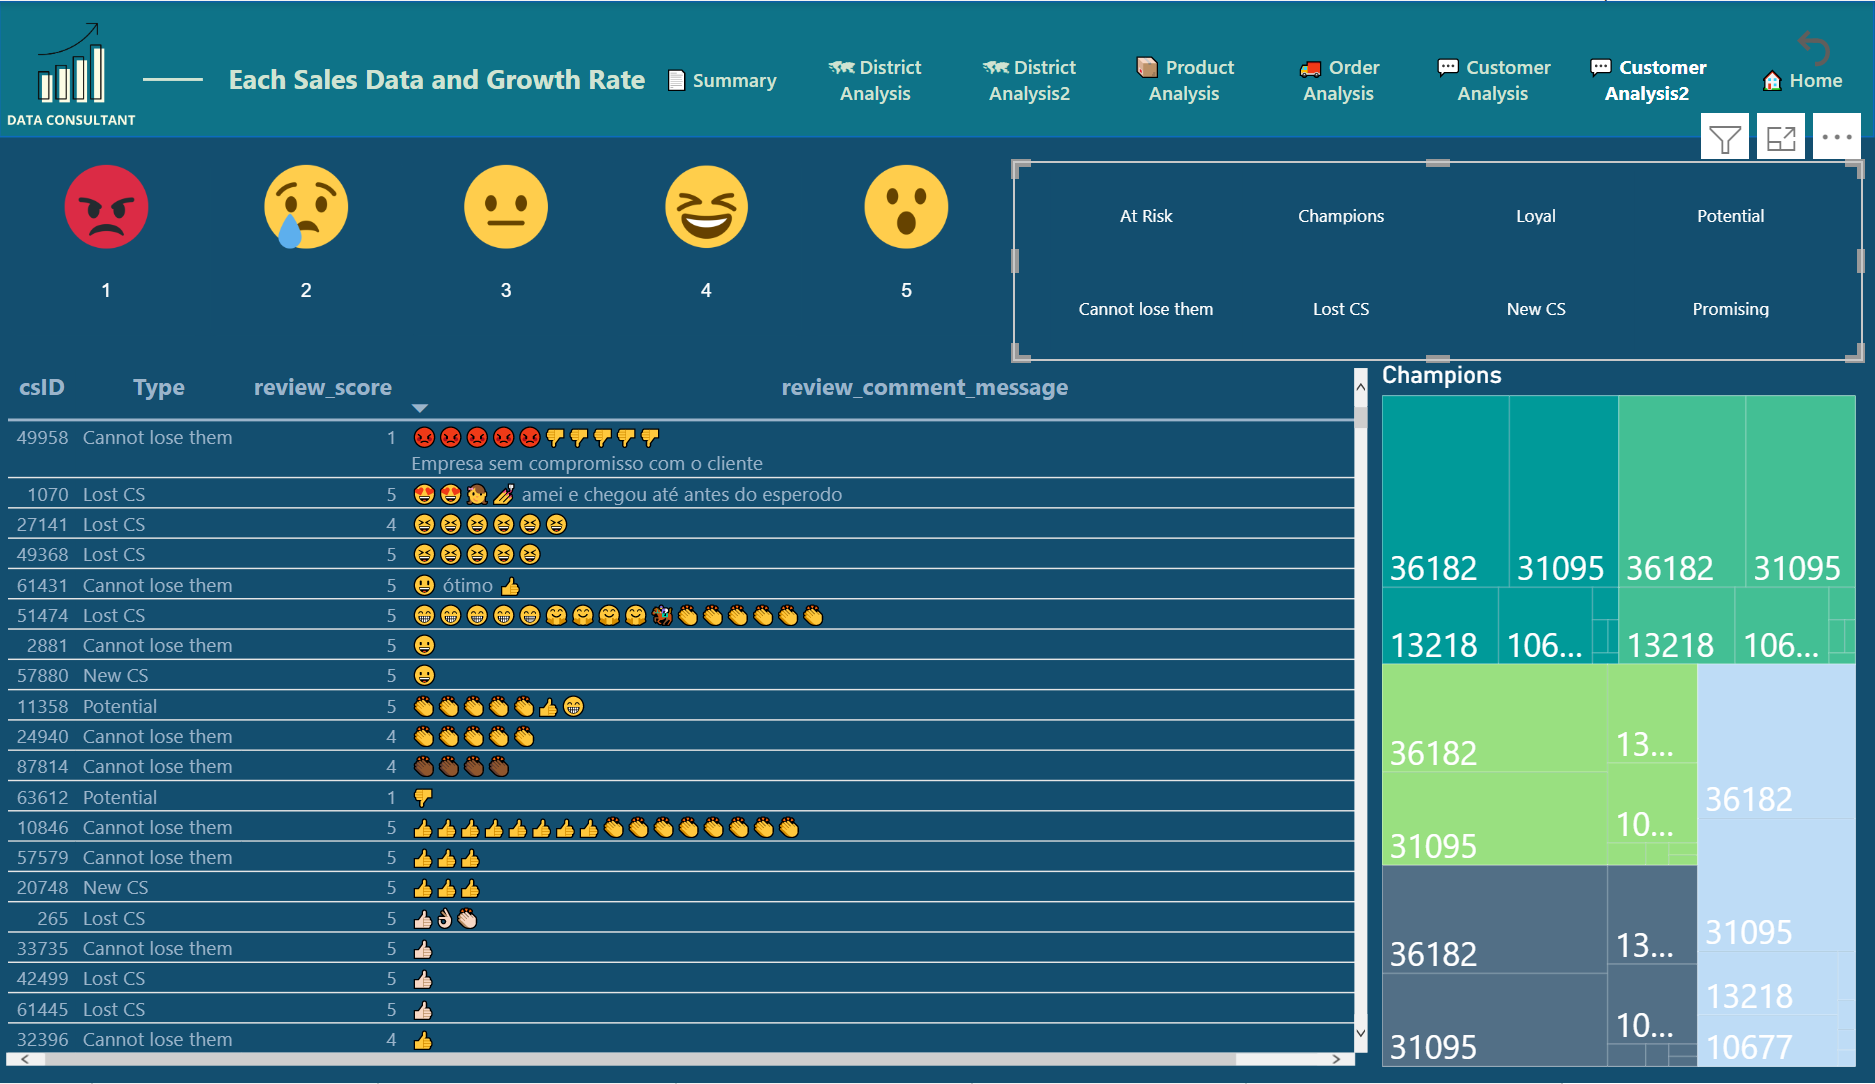 DATA CONSULTANT
Each Sales Data and Growth Rate
Summary
District
Analysis
District
Analysis2
Product
Analysis
Order
Analysis
Customer
Analysis
Customer
Analysis2
Home
1 2 3 4 5
At Risk Champions Loyal Potential
Cannot lose them Lost CS New CS Promising
csID Type review_score review_comment_message
49958 Cannot lose them 1 😡😡😡😡😡👎👎👎👎👎
Empresa sem compromisso com o cliente
1070 Lost CS 5 😍😍💆💅 amei e chegou até antes do esperodo
27141 Lost CS 4 😆😆😆😆😆😆
49368 Lost CS 5 😆😆😆😆😆
61431 Cannot lose them 5 😃 ótimo 👍
51474 Lost CS 5 😁😁😁😁😁🤗🤗🤗🤗🏇👏👏👏👏👏👏
2881 Cannot lose them 5 😀
57880 New CS 5 😀
11358 Potential 5 👏👏👏👏👏👍😁
24940 Cannot lose them 4 👏👏👏👏👏
87814 Cannot lose them 4 👏🏾👏🏾👏🏾👏🏾
63612 Potential 1 👎
10846 Cannot lose them 5 👍👍👍👍👍👍👍👍👏👏👏👏👏👏👏👏
57579 Cannot lose them 5 👍👍👍
20748 New CS 5 👍👍👍
265 Lost CS 5 👍🏻👌🏻👏🏻
33735 Cannot lose them 5 👍🏻
42499 Lost CS 5 👍🏻
61445 Lost CS 5 👍🏻
32396 Cannot lose them 4 👍
Champions
36182 31095 36182 31095
13218 106... 13218 106...
36182 13...
31095 10...
36182
31095
13218
10677
36182 13...
31095 10...